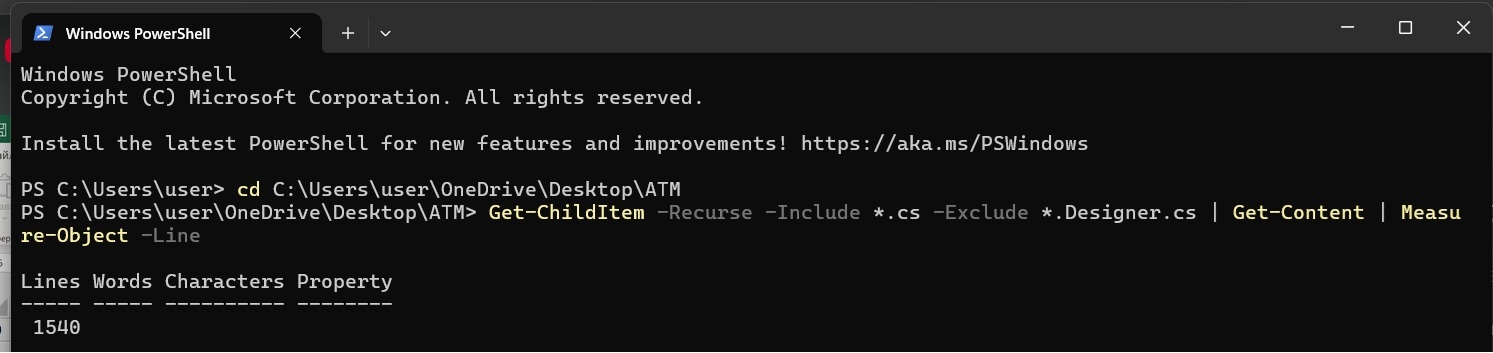 Windows PowerShell
Windows PowerShell
Copyright (C) Microsoft Corporation. All rights reserved.
Install the latest PowerShell for new features and improvements! https://aka.ms/PSWindows
PS C:\Users\user> cd C:\Users\user\OneDrive\Desktop\ATM
PS C:\Users\user\OneDrive\Desktop\ATM> Get-ChildItem -Recurse -Include *.cs -Exclude *.Designer.cs | Get-Content | Measu
re-Object -Line
Lines Words Characters Property
----- ----- ---------- --------
1540